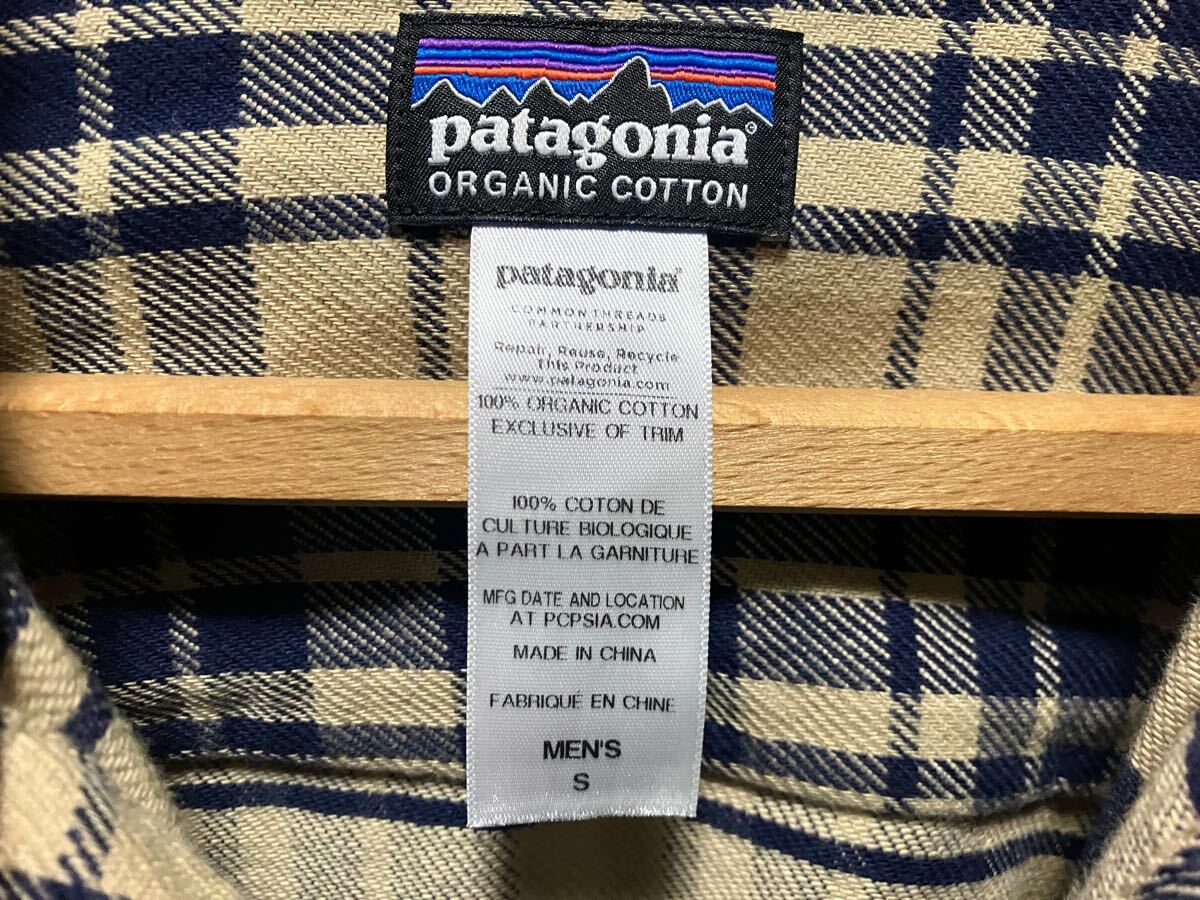 patagonia®
ORGANIC COTTON
patagonia®
COMMON THREADS
PARTNERSHIP
Repair, Reuse, Recycle
This Product
www.patagonia.com
100% ORGANIC COTTON
EXCLUSIVE OF TRIM
100% COTON DE
CULTURE BIOLOGIQUE
A PART LA GARNITURE
MFG DATE AND LOCATION
AT PCPSIA.COM
MADE IN CHINA
FABRIQUÉ EN CHINE
MEN'S
S